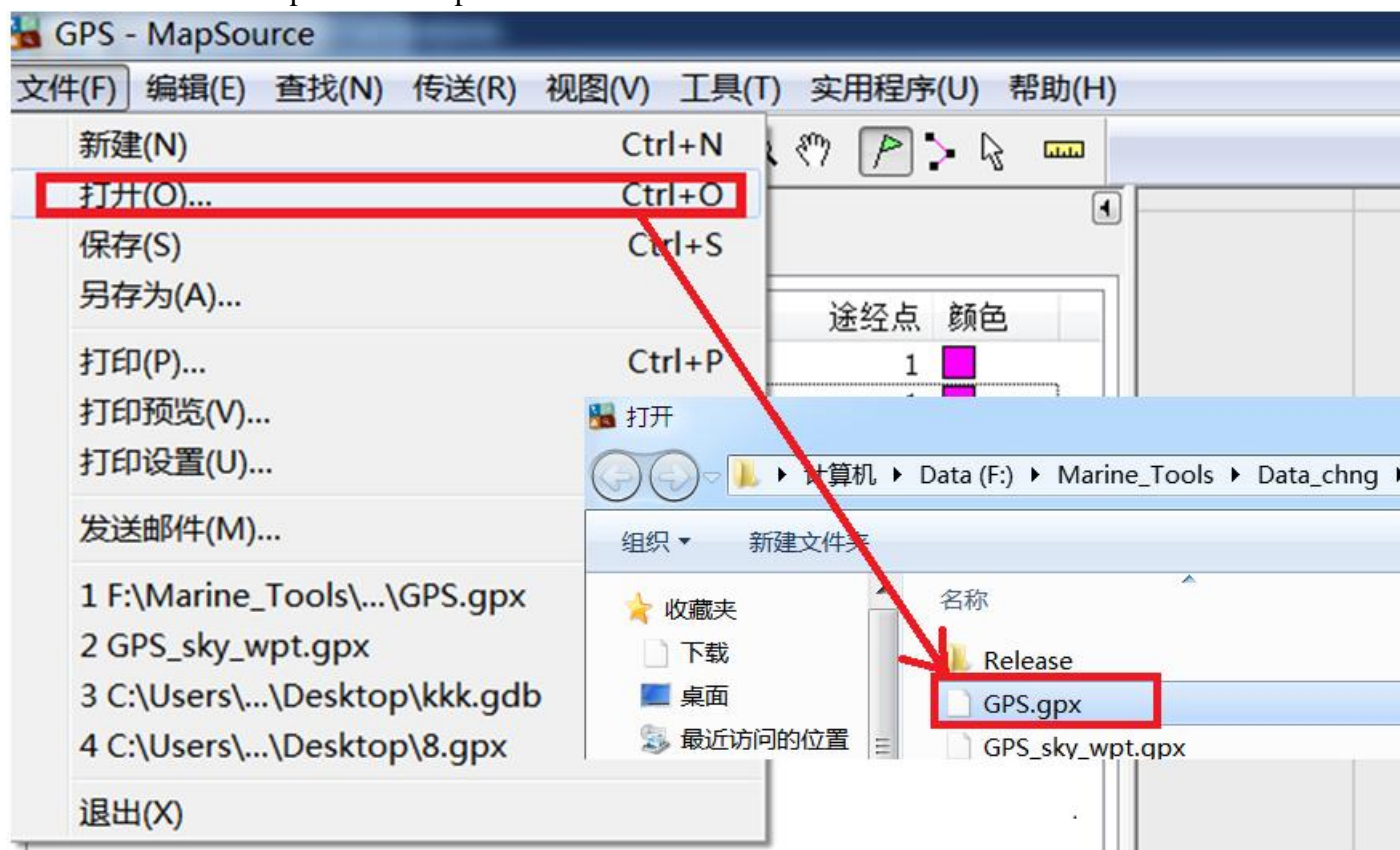 GPS - MapSource
文件(F) 编辑(E) 查找(N) 传送(R) 视图(V) 工具(T) 实用程序(U) 帮助(H)
新建(N) Ctrl+N
打开(O)... Ctrl+O
保存(S) Ctrl+S
另存为(A)...
途经点 颜色
打印(P)... Ctrl+P
1
打印预览(V)...
打印设置(U)...
发送邮件(M)...
1 F:\Marine_Tools\...\GPS.gpx
2 GPS_sky_wpt.gpx
3 C:\Users\...\Desktop\kkk.gdb
4 C:\Users\...\Desktop\8.gpx
退出(X)
打开
计算机 Data (F:) Marine_Tools Data_chng
组织 新建文件夹
收藏夹
下载
桌面
最近访问的位置
名称
Release
GPS.gpx
GPS_sky_wpt.gpx